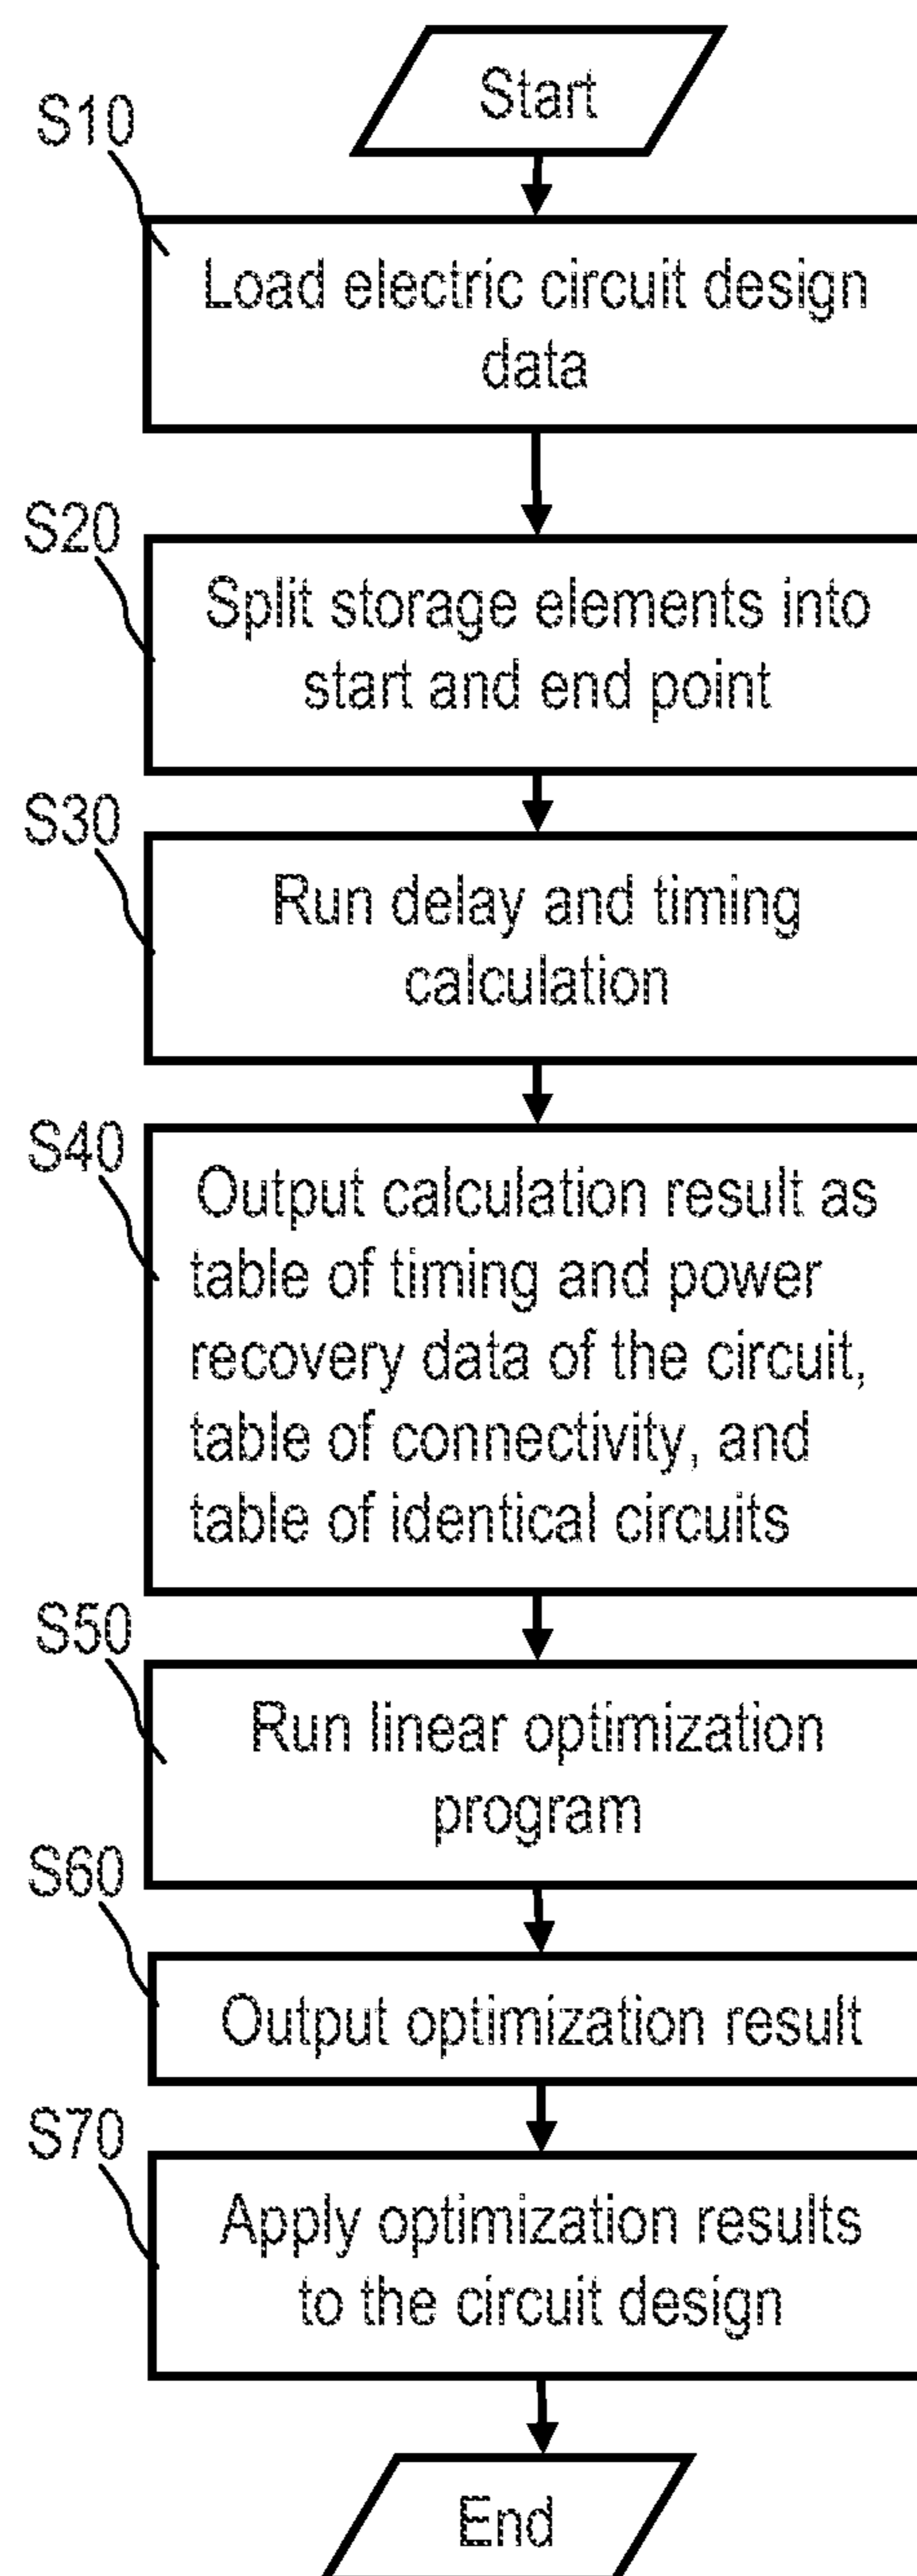 Start
S10
Load electric circuit design
data
S20
Split storage elements into
start and end point
S30
Run delay and timing
calculation
S40
Output calculation result as
table of timing and power
recovery data of the circuit,
table of connectivity, and
table of identical circuits
S50
Run linear optimization
program
S60
Output optimization result
S70
Apply optimization results
to the circuit design
End